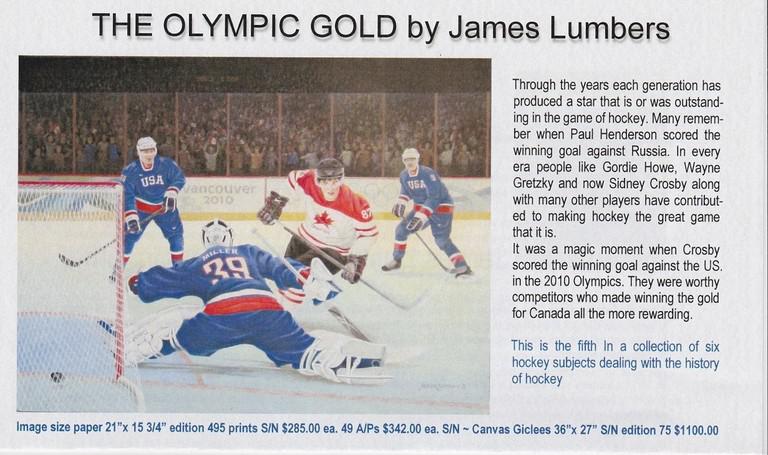 THE OLYMPIC GOLD by James Lumbers
Through the years each generation has
produced a star that is or was outstand-
ing in the game of hockey. Many remem-
ber when Paul Henderson scored the
winning goal against Russia. In every
era people like Gordie Howe, Wayne
Gretzky and now Sidney Crosby along
with many other players have contribut-
ed to making hockey the great game
that it is.
It was a magic moment when Crosby
scored the winning goal against the US.
in the 2010 Olympics. They were worthy
competitors who made winning the gold
for Canada all the more rewarding.
This is the fifth In a collection of six
hockey subjects dealing with the history
of hockey
USA
vancouver
2010
87
USA
MILLER
39
Image size paper 21”x 15 3/4” edition 495 prints S/N $285.00 ea. 49 A/Ps $342.00 ea. S/N ~ Canvas Giclees 36”x 27” S/N edition 75 $1100.00